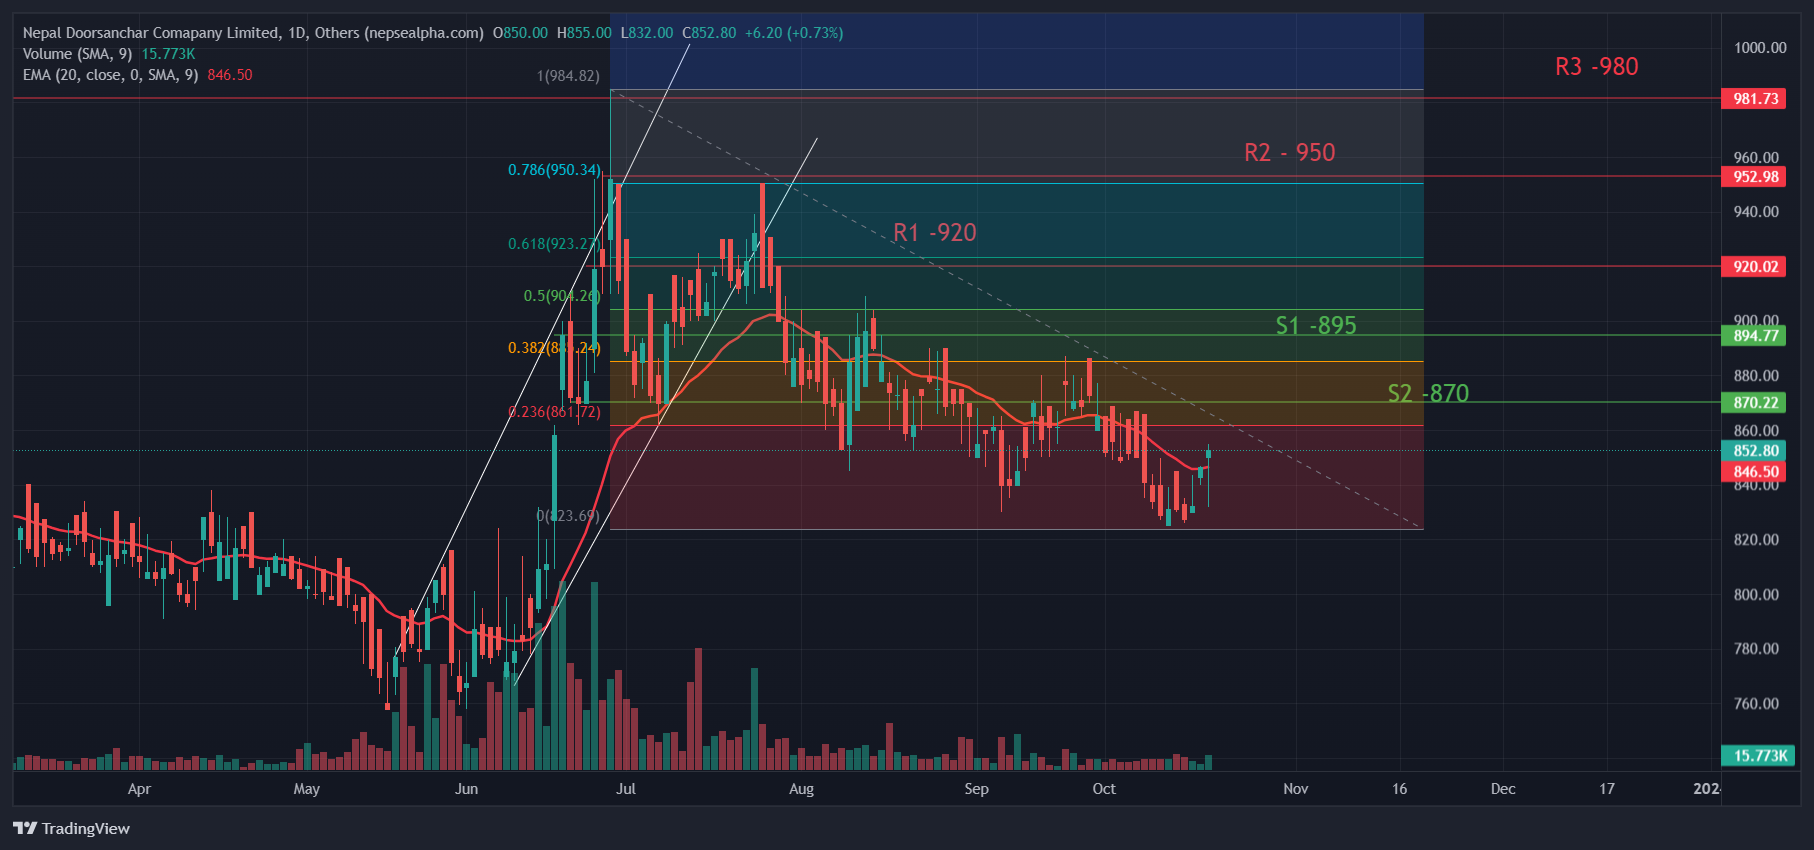 Nepal Doorsanchar Comapany Limited, 1D, Others (nepsealpha.com) O850.00 H855.00 L832.00 C852.80 +6.20 (+0.73%)
Volume (SMA, 9) 15.773K
EMA (20, close, 0, SMA, 9) 846.50
1(984.82)
0.786(950.34)
0.618(923.27)
0.5(904.26)
0.236(861.72)
0(823.69)
R3 -980
R2 - 950
R1 -920
S1 -895
S2 -870
1000.00
981.73
960.00
952.98
940.00
920.02
900.00
894.77
880.00
870.22
860.00
852.80
846.50
840.00
820.00
800.00
780.00
760.00
15.773K
Apr May Jun Jul Aug Sep Oct Nov 16 Dec 17
TradingView